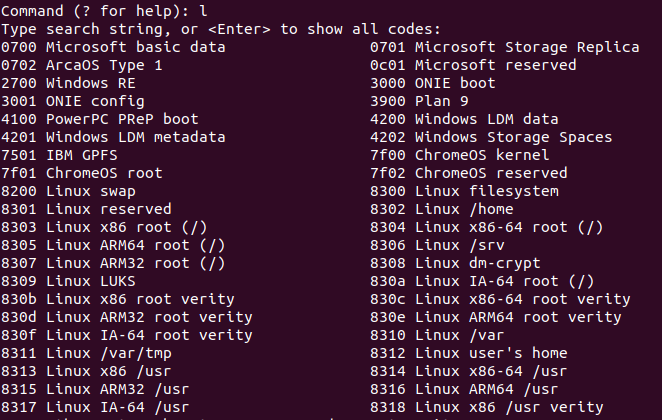 Command (? for help): l
Type search string, or <Enter> to show all codes:
0700 Microsoft basic data 0701 Microsoft Storage Replica
0702 ArcaOS Type 1 0c01 Microsoft reserved
2700 Windows RE 3000 ONIE boot
3001 ONIE config 3900 Plan 9
4100 PowerPC PReP boot 4200 Windows LDM data
4201 Windows LDM metadata 4202 Windows Storage Spaces
7501 IBM GPFS 7f00 ChromeOS kernel
7f01 ChromeOS root 7f02 ChromeOS reserved
8200 Linux swap 8300 Linux filesystem
8301 Linux reserved 8302 Linux /home
8303 Linux x86 root (/) 8304 Linux x86-64 root (/)
8305 Linux ARM64 root (/) 8306 Linux /srv
8307 Linux ARM32 root (/) 8308 Linux dm-crypt
8309 Linux LUKS 830a Linux IA-64 root (/)
830b Linux x86 root verity 830c Linux x86-64 root verity
830d Linux ARM32 root verity 830e Linux ARM64 root verity
830f Linux IA-64 root verity 8310 Linux /var
8311 Linux /var/tmp 8312 Linux user's home
8313 Linux x86 /usr 8314 Linux x86-64 /usr
8315 Linux ARM32 /usr 8316 Linux ARM64 /usr
8317 Linux IA-64 /usr 8318 Linux x86 /usr verity